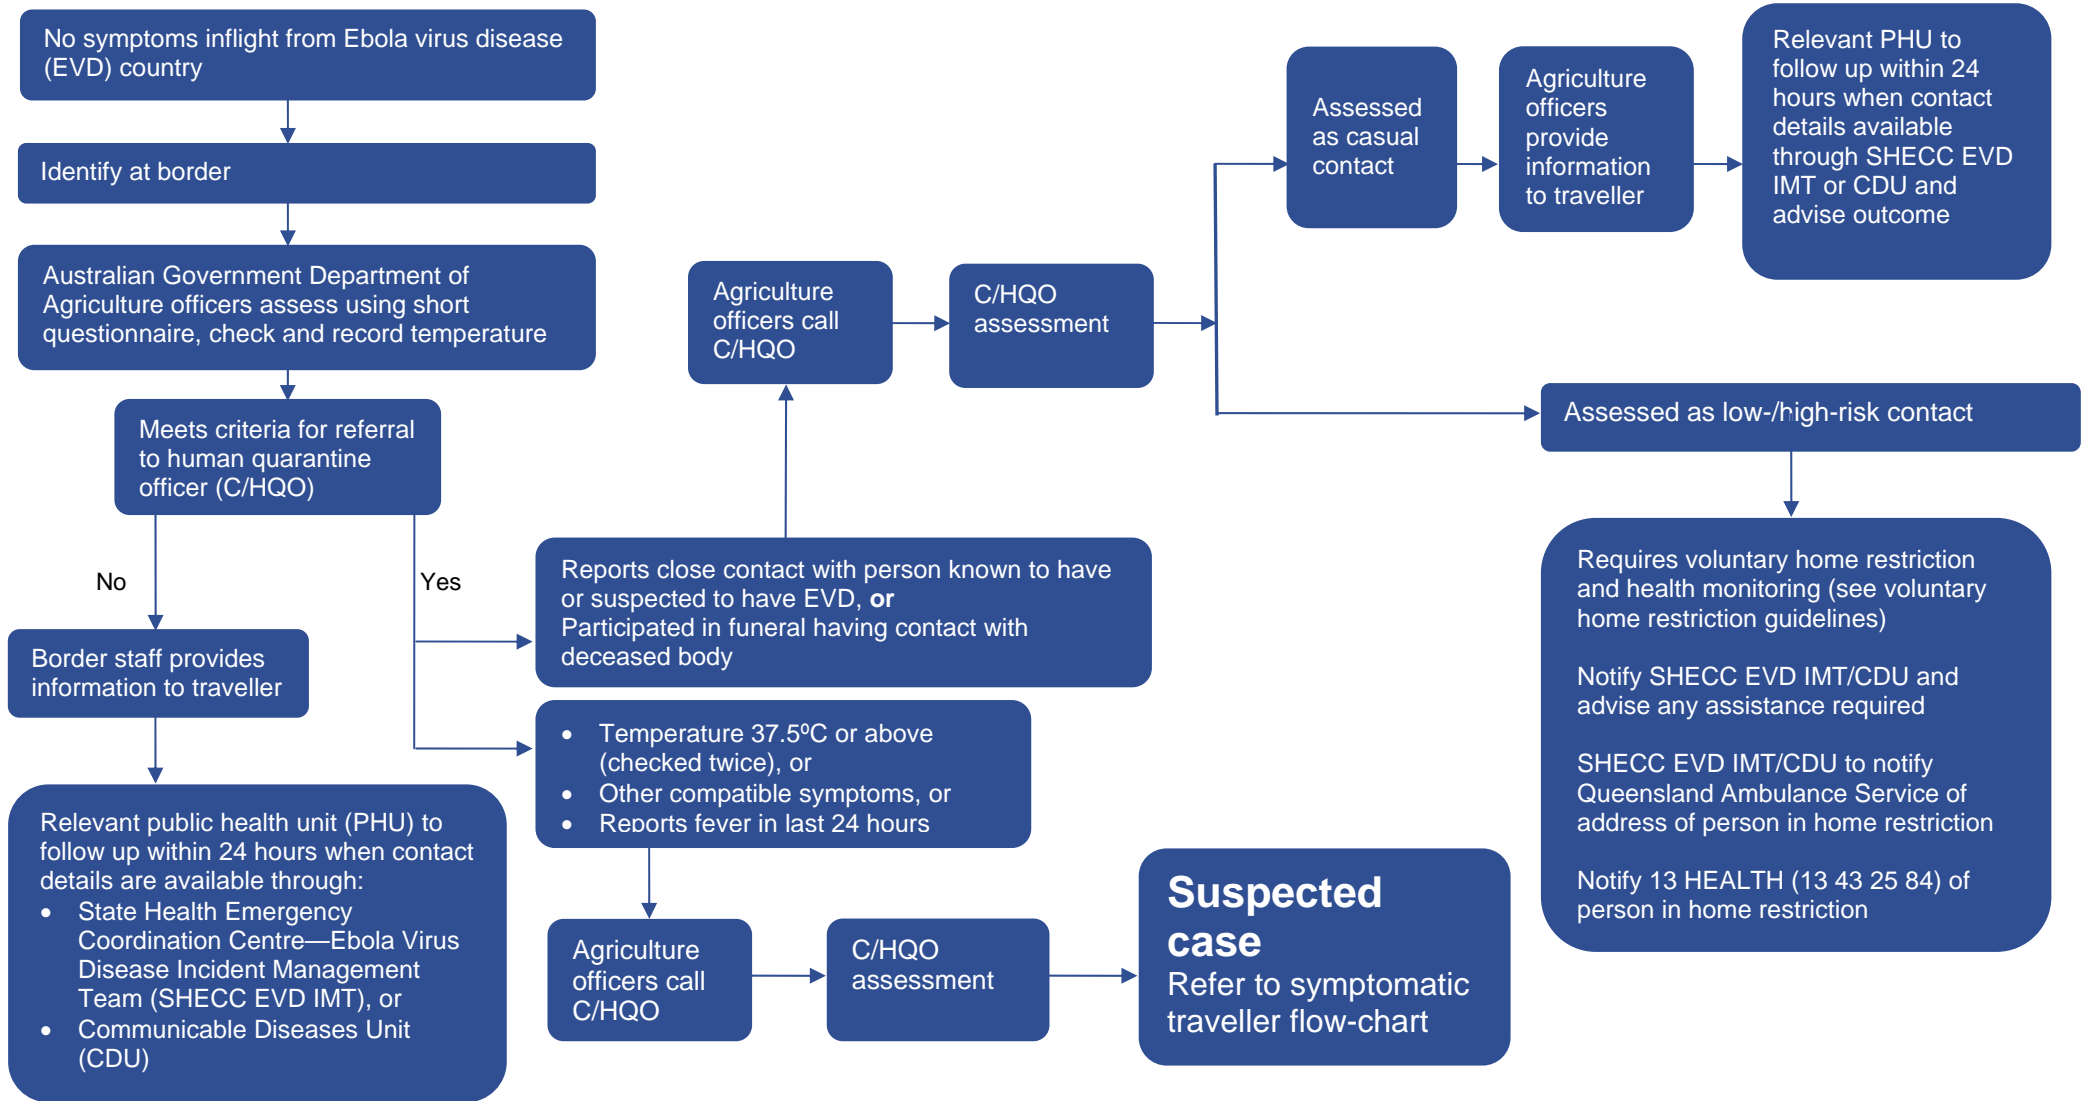 No symptoms inflight from Ebola virus disease
(EVD) country
Identify at border
Australian Government Department of
Agriculture officers assess using short
questionnaire, check and record temperature
Meets criteria for referral
to human quarantine
officer (C/HQO)
No
Yes
Border staff provides
information to traveller
Relevant public health unit (PHU) to
follow up within 24 hours when contact
details are available through:
• State Health Emergency
Coordination Centre—Ebola Virus
Disease Incident Management
Team (SHECC EVD IMT), or
• Communicable Diseases Unit
(CDU)
Reports close contact with person known to have
or suspected to have EVD, or
Participated in funeral having contact with
deceased body
Agriculture
officers call
C/HQO
C/HQO
assessment
Assessed
as casual
contact
Agriculture
officers
provide
information
to traveller
Relevant PHU to
follow up within 24
hours when contact
details available
through SHECC EVD
IMT or CDU and
advise outcome
Assessed as low-/high-risk contact
Requires voluntary home restriction
and health monitoring (see voluntary
home restriction guidelines)
Notify SHECC EVD IMT/CDU and
advise any assistance required
SHECC EVD IMT/CDU to notify
Queensland Ambulance Service of
address of person in home restriction
Notify 13 HEALTH (13 43 25 84) of
person in home restriction
• Temperature 37.5ºC or above
(checked twice), or
• Other compatible symptoms, or
• Reports fever in last 24 hours
Agriculture
officers call
C/HQO
C/HQO
assessment
Suspected
case
Refer to symptomatic
traveller flow-chart